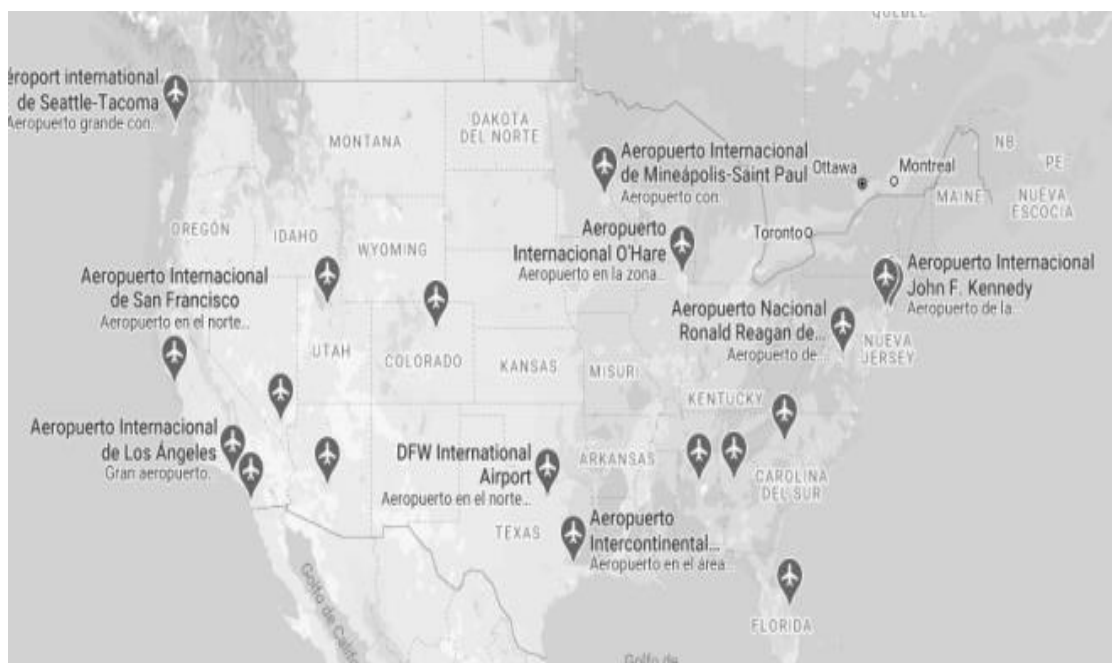 QUEBEC
éroport international
de Seattle-Tacoma
Aeropuerto grande con..
MONTANA
DAKOTA
DEL NORTE
Aeropuerto Internacional
de Mineápolis-Saint Paul
Aeropuerto con
Ottawa
Montreal
NB
PE
MAINE
NUEVA
ESCOCIA
OREGÓN
IDAHO
WYOMING
Aeropuerto
Internacional O'Hare
Aeropuerto en la zona...
Toronto
Aeropuerto Internacional
de San Francisco
Aeropuerto en el norte...
Aeropuerto Internacional
John F. Kennedy
Aeropuerto de la...
Aeropuerto Nacional
Ronald Reagan de...
Aeropuerto de...
NUEVA
JERSEY
UTAH
COLORADO
KANSAS
MISURI
KENTUCKY
Aeropuerto Internacional
de Los Ángeles
Gran aeropuerto.
DFW International
Airport
Aeropuerto en el norte...
ARKANSAS
CAROLINA
DEL SUR
TEXAS
Aeropuerto
Intercontinental...
Aeropuerto en el área...
Golfo de Califo
FLORIDA
Golfo de